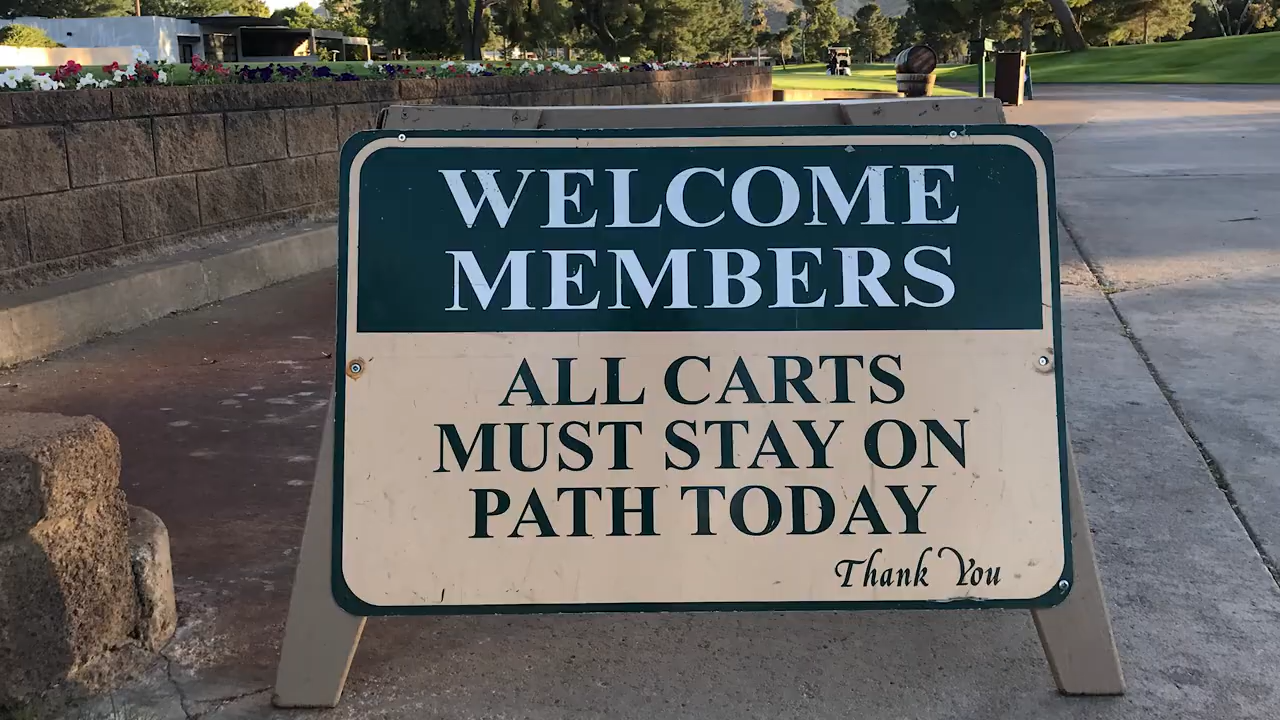 WELCOME
MEMBERS
ALL CARTS
MUST STAY ON
PATH TODAY
Thank You